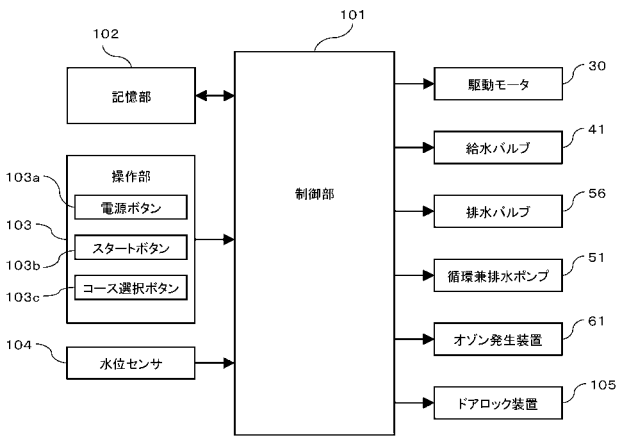 101
102
記憶部
103a
操作部
電源ボタン
103
スタートボタン
103b
コース選択ボタン
103c
104
水位センサ
制御部
30
駆動モータ
41
給水バルブ
56
排水バルブ
51
循環兼排水ポンプ
61
オゾン発生装置
105
ドアロック装置